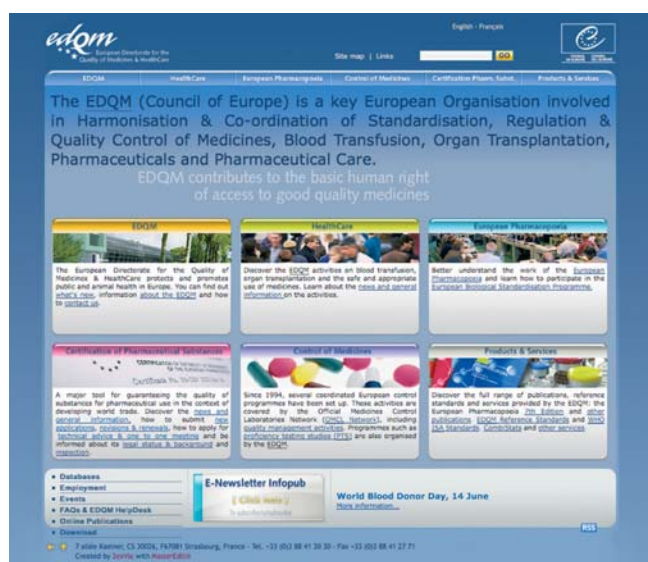 English - Français
edqm
European Directorate for the
Quality of Medicines & HealthCare
Site map | Links
GO
EDQM HealthCare European Pharmacopoeia Control of Medicines Certification Pharm. Subst. Products & Services
The EDQM (Council of Europe) is a key European Organisation involved
in Harmonisation & Co-ordination of Standardisation, Regulation &
Quality Control of Medicines, Blood Transfusion, Organ Transplantation,
Pharmaceuticals and Pharmaceutical Care.
EDQM contributes to the basic human right
of access to good quality medicines
EDQM
The European Directorate for the Quality of
Medicines & HealthCare protects and promotes
public and animal health in Europe. You can find out
what's new, information about the EDQM and how
to contact us.
HealthCare
Discover the EDQM activities on blood transfusion,
organ transplantation and the safe and appropriate
use of medicines. Learn about the news and general
information on the activities.
European Pharmacopoeia
Better understand the work of the European
Pharmacopoeia and learn how to participate in the
European Biological Standardisation Programme.
Certification of Pharmaceutical Substances
A major tool for guaranteeing the quality of
substances for pharmaceutical use in the context of
developing world trade. Discover the news and
general information, how to submit new
applications, revisions & renewals, how to apply for
technical advice & one to one meeting and be
informed about its legal status & background and
inspection.
Control of Medicines
Since 1994, several coordinated European control
programmes have been set up. These activities are
covered by the Official Medicines Control
Laboratories Network (OMCL Network), including
quality management activities. Programmes such as
proficiency testing studies (PTS) are also organised
by the EDQM.
Products & Services
Discover the full range of publications, reference
standards and services provided by the EDQM: the
European Pharmacopoeia 7th Edition and other
publications, EDQM Reference Standards and WHO
ISA Standards, CombiStats and other services.
• Databases
• Employment
• Events
• FAQs & EDQM HelpDesk
• Online Publications
• Download
E-Newsletter Infopub
[ Click here ]
World Blood Donor Day, 14 June
More information...
RSS
7 allée Kastner, CS 30026, F67081 Strasbourg, France - Tel. +33 (0)3 88 41 30 30 - Fax +33 (0)3 88 41 27 71
Created by with MasterEdit®